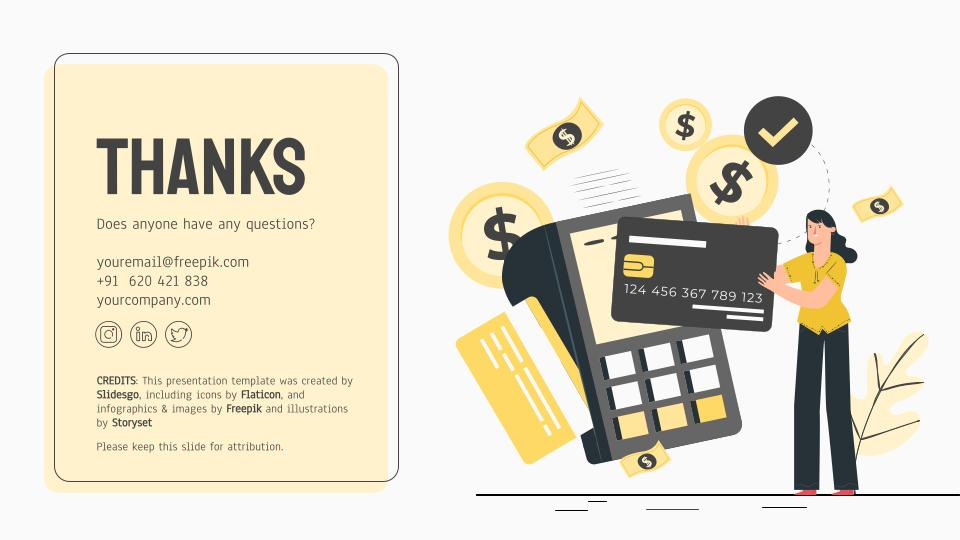 THANKS
Does anyone have any questions?
youremail@freepik.com
+91 620 421 838
yourcompany.com
CREDITS: This presentation template was created by
Slidesgo, including icons by Flaticon, and
infographics & images by Freepik and illustrations
by Storyset
Please keep this slide for attribution.
$
$
$
$
$
$
124 456 367 789 123
in